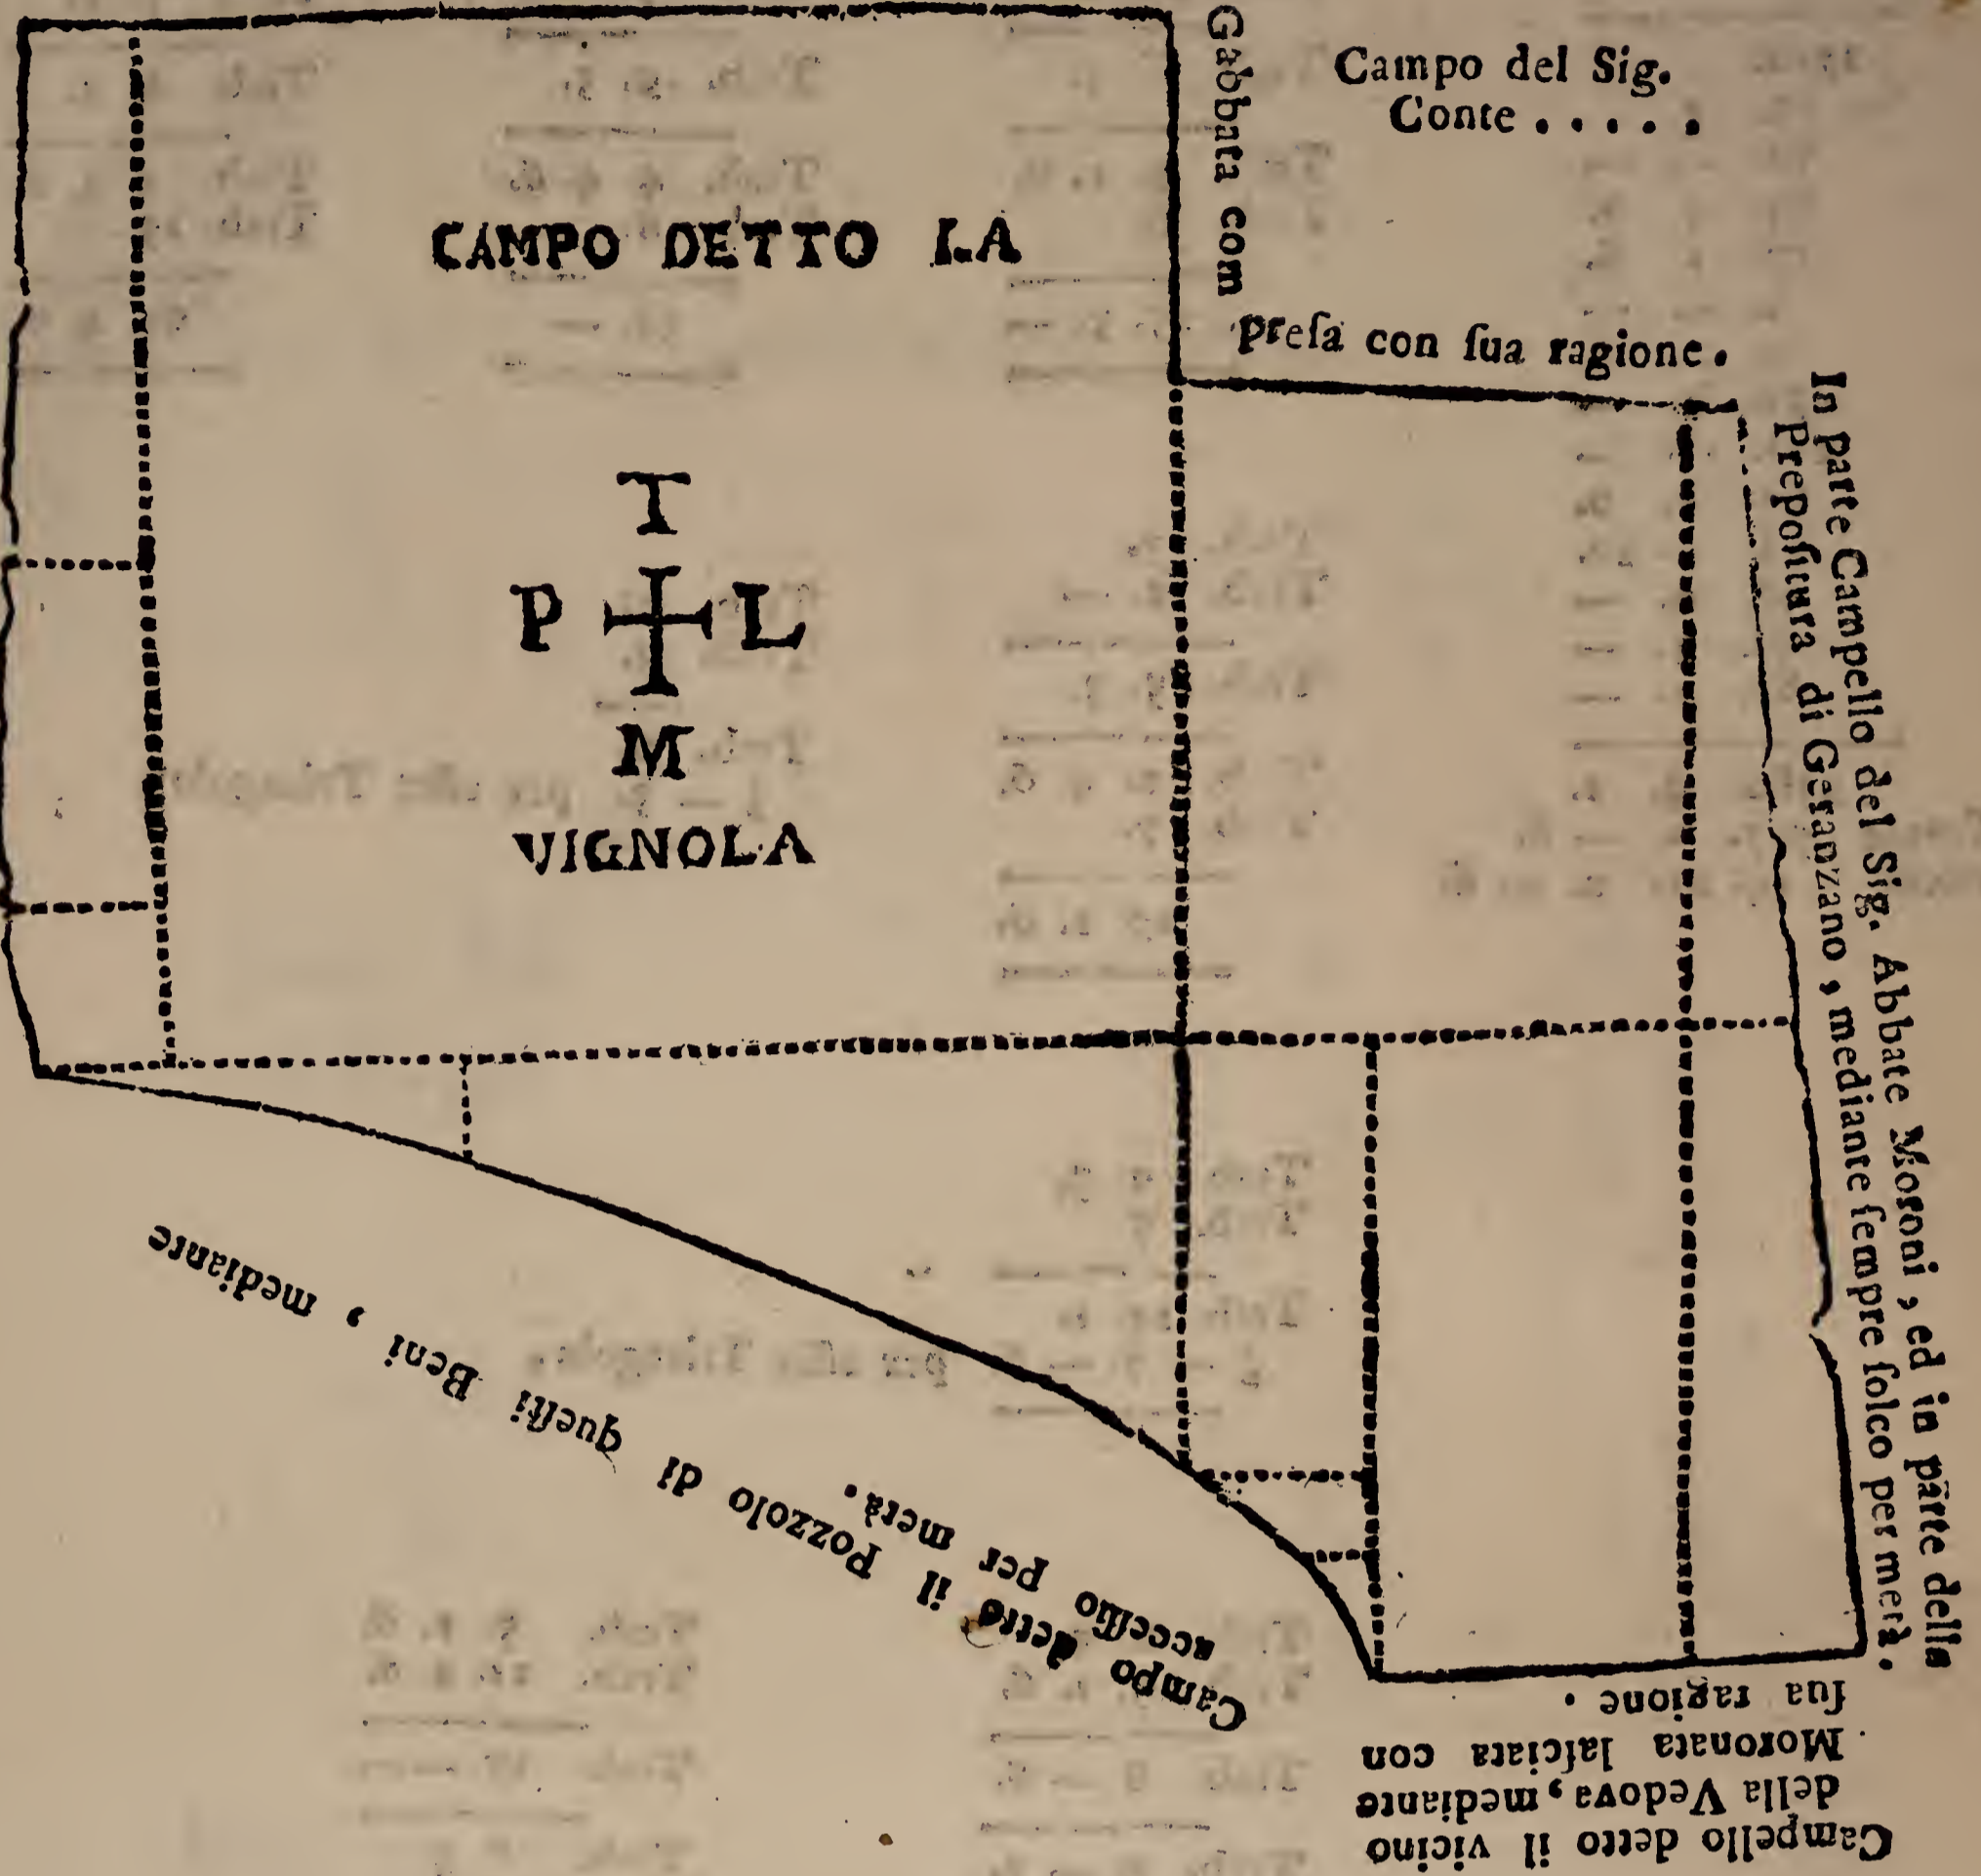 Campo del Sig.
Conte . . . . .
Gabbata com
preſa con ſua ragione.
CAMPO DETTO LA
T
P L
M
VIGNOLA
In parte Campello del Sig. Abbate Moroni, ed in parte della
Prepoſitura di Geranzano, mediante ſempre ſolco per metà.
Campo detto il Pozzolo di queſti Beni, mediante
acceſſio per metà.
Campello detto il vicino
della Vedova, mediante
Moronata laſciata con
ſua ragione.